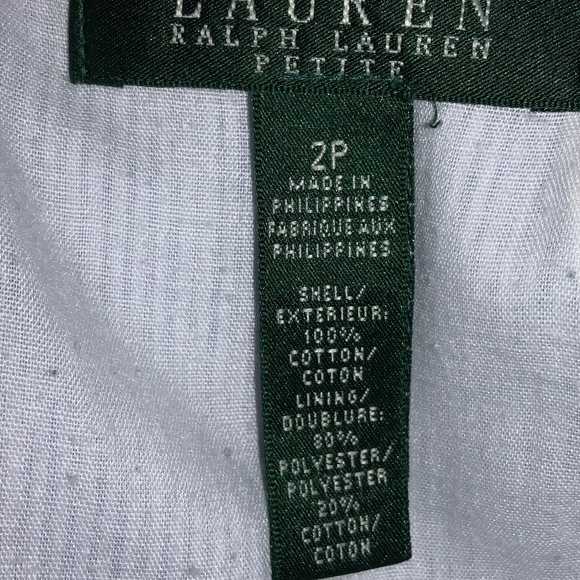 LAUREN
RALPH LAUREN
PETITE
2P
MADE IN
PHILIPPINES
FABRIQUE AUX
PHILIPPINES
SHELL/
EXTERIEUR:
100%
COTTON/
COTON
LINING/
DOUBLURE:
80%
POLYESTER/
POLYESTER
20%
COTTON/
COTON